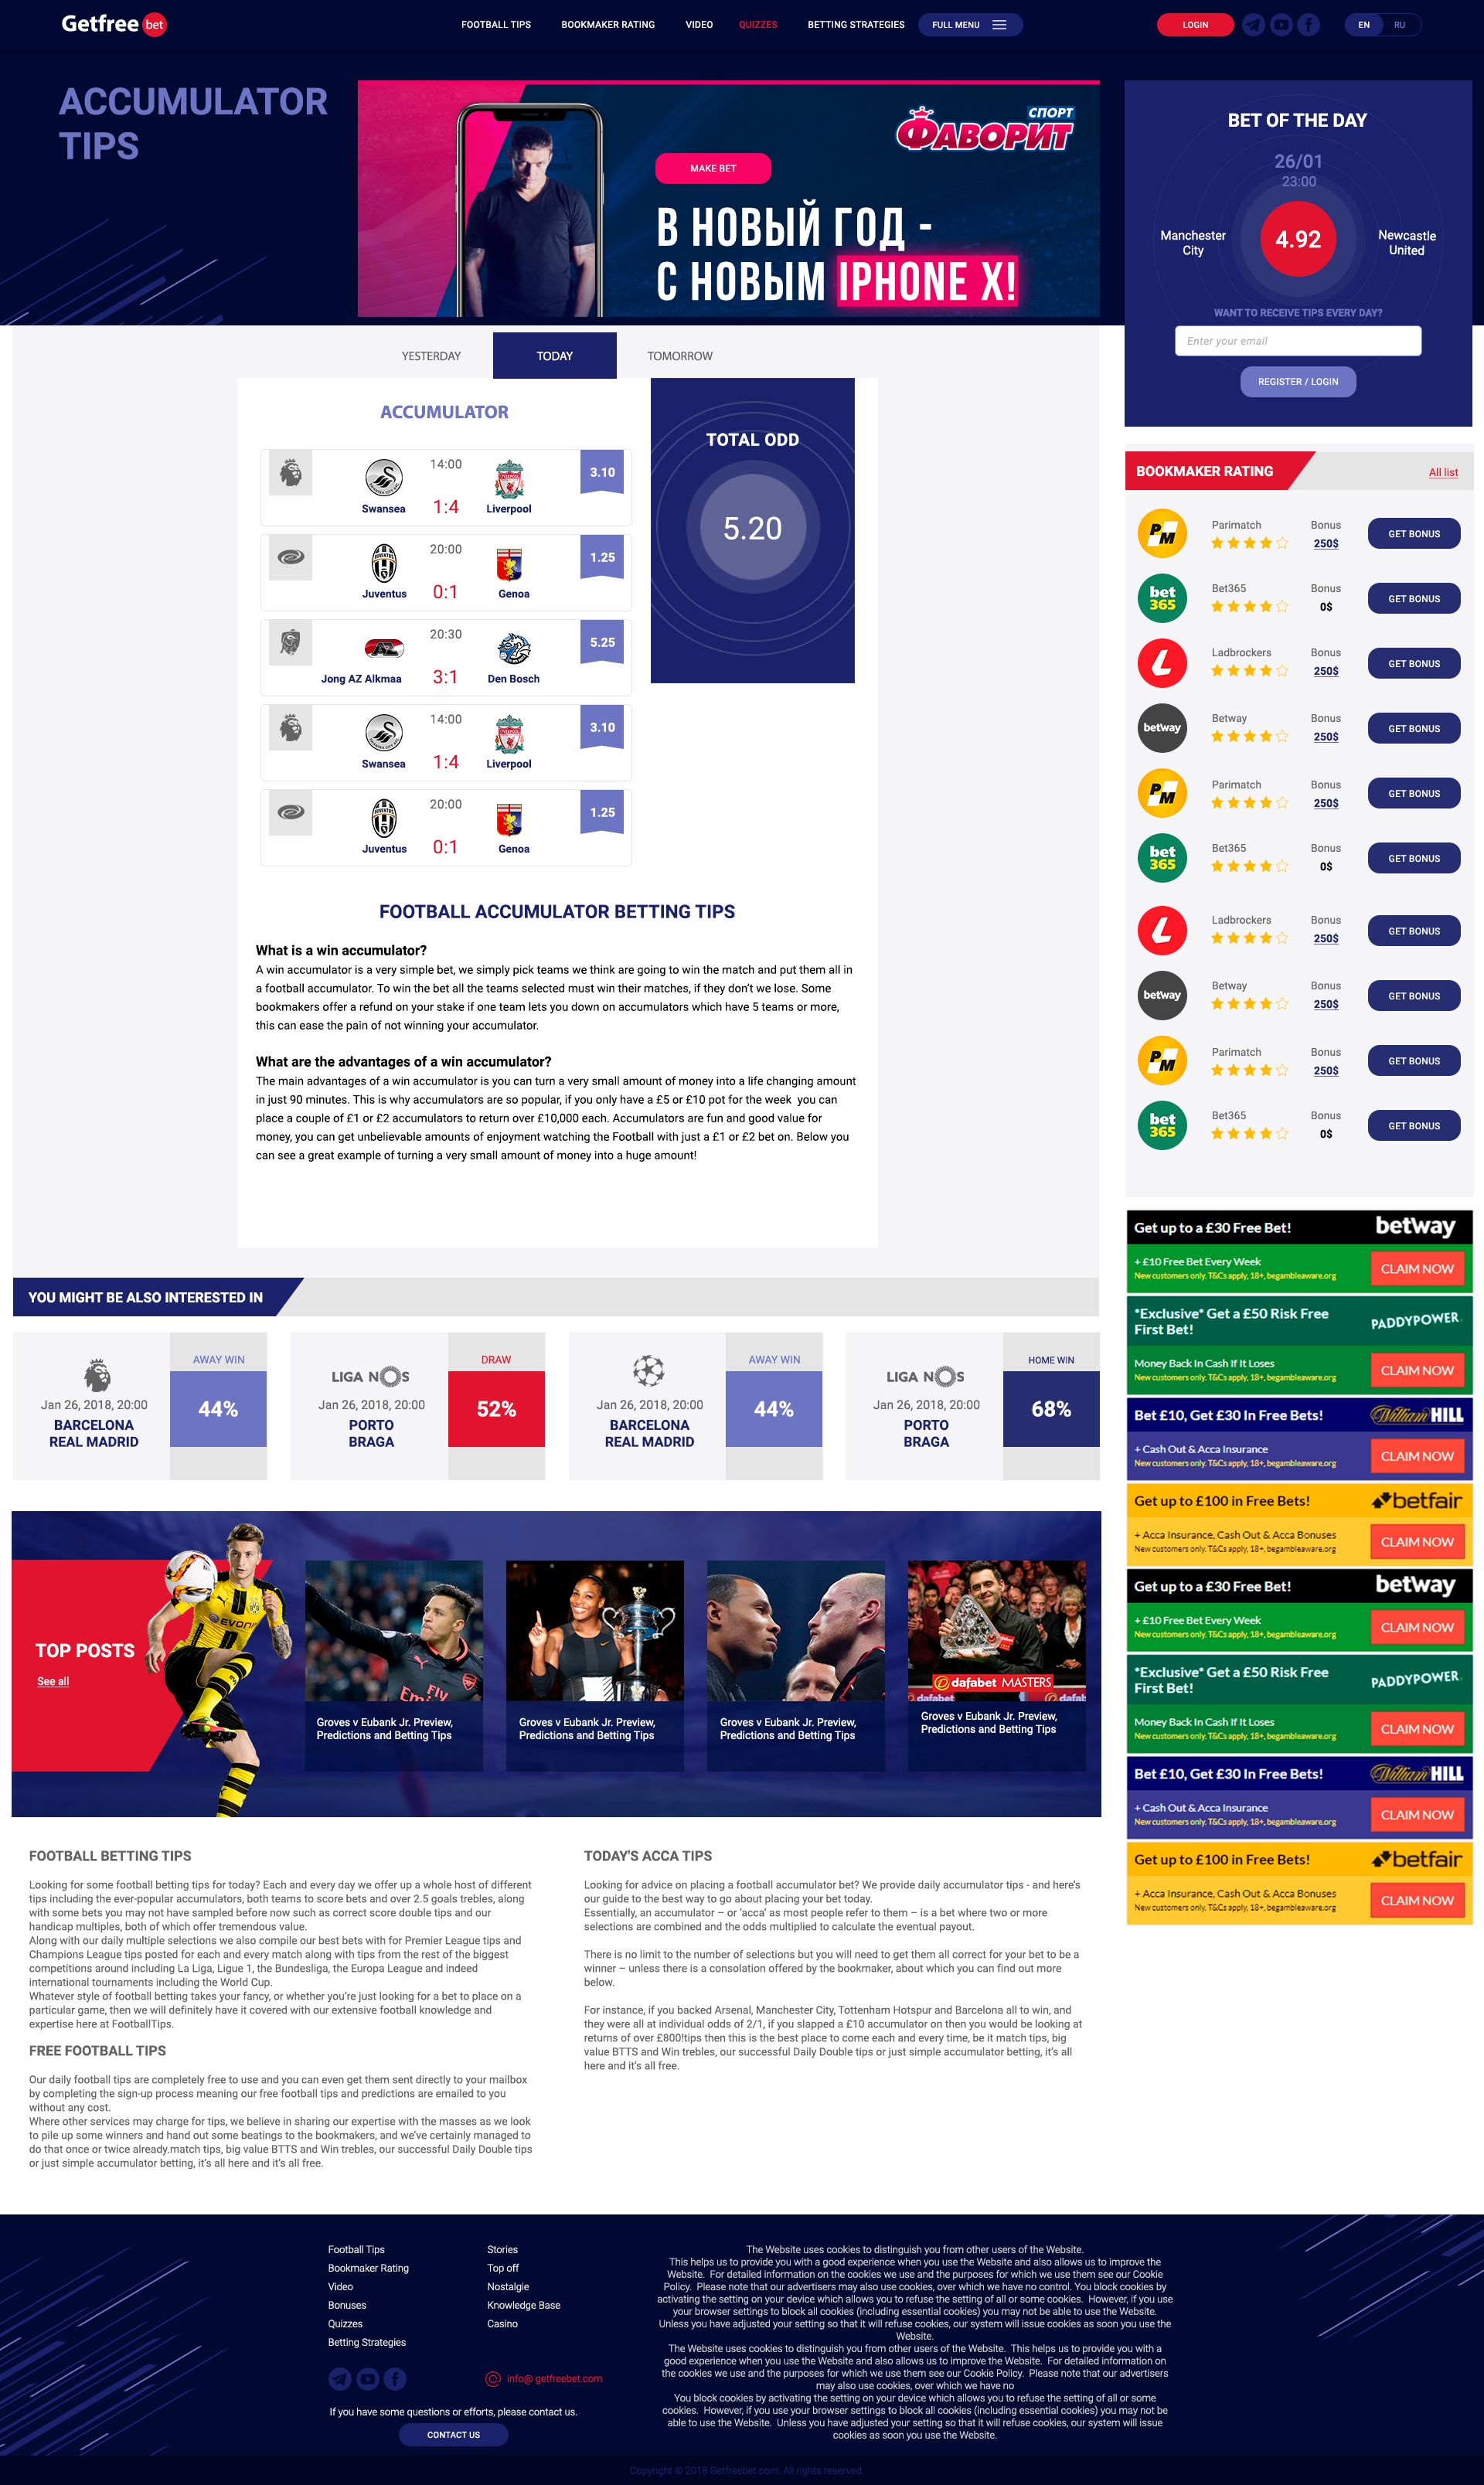 Getfree bet
FOOTBALL TIPS
BOOKMAKER RATING
VIDEO
QUIZZES
BETTING STRATEGIES
FULL MENU
LOGIN
EN
RU
ACCUMULATOR
TIPS
СПОРТ
ФАВОРИТ
MAKE BET
В НОВЫЙ ГОД -
С НОВЫМ IPHONE X!
BET OF THE DAY
26/01
23:00
Manchester
City
4.92
Newcastle
United
WANT TO RECEIVE TIPS EVERY DAY?
Enter your email
REGISTER / LOGIN
YESTERDAY
TODAY
TOMORROW
ACCUMULATOR
14:00
3.10
Swansea
1:4
Liverpool
20:00
1.25
Juventus
0:1
Genoa
20:30
5.25
Jong AZ Alkmaa
3:1
Den Bosch
14:00
3.10
Swansea
1:4
Liverpool
20:00
1.25
Juventus
0:1
Genoa
TOTAL ODD
5.20
FOOTBALL ACCUMULATOR BETTING TIPS
What is a win accumulator?
A win accumulator is a very simple bet, we simply pick teams we think are going to win the match and put them all in
a football accumulator. To win the bet all the teams selected must win their matches, if they don't we lose. Some
bookmakers offer a refund on your stake if one team lets you down on accumulators which have 5 teams or more,
this can ease the pain of not winning your accumulator.
What are the advantages of a win accumulator?
The main advantages of a win accumulator is you can turn a very small amount of money into a life changing amount
in just 90 minutes. This is why accumulators are so popular, if you only have a £5 or £10 pot for the week you can
place a couple of £1 or £2 accumulators to return over £10,000 each. Accumulators are fun and good value for
money, you can get unbelievable amounts of enjoyment watching the Football with just a £1 or £2 bet on. Below you
can see a great example of turning a very small amount of money into a huge amount!
BOOKMAKER RATING
All list
PM
Parimatch
Bonus
250$
GET BONUS
bet
365
Bet365
Bonus
0$
GET BONUS
L
Ladbrockers
Bonus
250$
GET BONUS
betway
Betway
Bonus
250$
GET BONUS
PM
Parimatch
Bonus
250$
GET BONUS
bet
365
Bet365
Bonus
0$
GET BONUS
L
Ladbrockers
Bonus
250$
GET BONUS
betway
Betway
Bonus
250$
GET BONUS
PM
Parimatch
Bonus
250$
GET BONUS
bet
365
Bet365
Bonus
0$
GET BONUS
Get up to a £30 Free Bet!
betway
+ £10 Free Bet Every Week
New customers only. T&Cs apply, 18+, begambleaware.org
CLAIM NOW
*Exclusive* Get a £50 Risk Free
First Bet!
PADDYPOWER.
Money Back In Cash If It Loses
New customers only. T&Cs apply, 18+, begambleaware.org
CLAIM NOW
Bet £10, Get £30 In Free Bets!
William HILL
+ Cash Out & Acca Insurance
New customers only. T&Cs apply, 18+, begambleaware.org
CLAIM NOW
Get up to £100 in Free Bets!
betfair
+ Acca Insurance, Cash Out & Acca Bonuses
New customers only. T&Cs apply, 18+, begambleaware.org
CLAIM NOW
Get up to a £30 Free Bet!
betway
+ £10 Free Bet Every Week
New customers only. T&Cs apply, 18+, begambleaware.org
CLAIM NOW
*Exclusive* Get a £50 Risk Free
First Bet!
PADDYPOWER.
Money Back In Cash If It Loses
New customers only. T&Cs apply, 18+, begambleaware.org
CLAIM NOW
Bet £10, Get £30 In Free Bets!
William HILL
+ Cash Out & Acca Insurance
New customers only. T&Cs apply, 18+, begambleaware.org
CLAIM NOW
Get up to £100 in Free Bets!
betfair
+ Acca Insurance, Cash Out & Acca Bonuses
New customers only. T&Cs apply, 18+, begambleaware.org
CLAIM NOW
YOU MIGHT BE ALSO INTERESTED IN
Jan 26, 2018, 20:00
BARCELONA
REAL MADRID
AWAY WIN
44%
LIGA NOS
Jan 26, 2018, 20:00
PORTO
BRAGA
DRAW
52%
Jan 26, 2018, 20:00
BARCELONA
REAL MADRID
AWAY WIN
44%
LIGA NOS
Jan 26, 2018, 20:00
PORTO
BRAGA
HOME WIN
68%
TOP POSTS
See all
EVON
Fly
Groves v Eubank Jr. Preview,
Predictions and Betting Tips
Groves v Eubank Jr. Preview,
Predictions and Betting Tips
Groves v Eubank Jr. Preview,
Predictions and Betting Tips
dafabet MASTERS
dafabet
dafab
Groves v Eubank Jr. Preview,
Predictions and Betting Tips
FOOTBALL BETTING TIPS
Looking for some football betting tips for today? Each and every day we offer up a whole host of different
tips including the ever-popular accumulators, both teams to score bets and over 2.5 goals trebles, along
with some bets you may not have sampled before now such as correct score double tips and our
handicap multiples, both of which offer tremendous value.
Along with our daily multiple selections we also compile our best bets with for Premier League tips and
Champions League tips posted for each and every match along with tips from the rest of the biggest
competitions around including La Liga, Ligue 1, the Bundesliga, the Europa League and indeed
international tournaments including the World Cup.
Whatever style of football betting takes your fancy, or whether you're just looking for a bet to place on a
particular game, then we will definitely have it covered with our extensive football knowledge and
expertise here at FootballTips.
FREE FOOTBALL TIPS
Our daily football tips are completely free to use and you can even get them sent directly to your mailbox
by completing the sign-up process meaning our free football tips and predictions are emailed to you
without any cost.
Where other services may charge for tips, we believe in sharing our expertise with the masses as we look
to pile up some winners and hand out some beatings to the bookmakers, and we've certainly managed to
do that once or twice already.match tips, big value BTTS and Win trebles, our successful Daily Double tips
or just simple accumulator betting, it's all here and it's all free.
TODAY'S ACCA TIPS
Looking for advice on placing a football accumulator bet? We provide daily accumulator tips - and here's
our guide to the best way to go about placing your bet today.
Essentially, an accumulator – or 'acca' as most people refer to them – is a bet where two or more
selections are combined and the odds multiplied to calculate the eventual payout.
There is no limit to the number of selections but you will need to get them all correct for your bet to be a
winner – unless there is a consolation offered by the bookmaker, about which you can find out more
below.
For instance, if you backed Arsenal, Manchester City, Tottenham Hotspur and Barcelona all to win, and
they were all at individual odds of 2/1, if you slapped a £10 accumulator on then you would be looking at
returns of over £800!tips then this is the best place to come each and every time, be it match tips, big
value BTTS and Win trebles, our successful Daily Double tips or just simple accumulator betting, it's all
here and it's all free.
Football Tips
Bookmaker Rating
Video
Bonuses
Quizzes
Betting Strategies
Stories
Top off
Nostalgie
Knowledge Base
Casino
info@ getfreebet.com
If you have some questions or efforts, please contact us.
CONTACT US
The Website uses cookies to distinguish you from other users of the Website.
This helps us to provide you with a good experience when you use the Website and also allows us to improve the
Website. For detailed information on the cookies we use and the purposes for which we use them see our Cookie
Policy. Please note that our advertisers may also use cookies, over which we have no control. You block cookies by
activating the setting on your device which allows you to refuse the setting of all or some cookies. However, if you use
your browser settings to block all cookies (including essential cookies) you may not be able to use the Website.
Unless you have adjusted your setting so that it will refuse cookies, our system will issue cookies as soon you use the
Website.
The Website uses cookies to distinguish you from other users of the Website. This helps us to provide you with a
good experience when you use the Website and also allows us to improve the Website. For detailed information on
the cookies we use and the purposes for which we use them see our Cookie Policy. Please note that our advertisers
may also use cookies, over which we have no
You block cookies by activating the setting on your device which allows you to refuse the setting of all or some
cookies. However, if you use your browser settings to block all cookies (including essential cookies) you may not be
able to use the Website. Unless you have adjusted your setting so that it will refuse cookies, our system will issue
cookies as soon you use the Website.
Copyright © 2018 Getfreebet.com. All rights reserved.